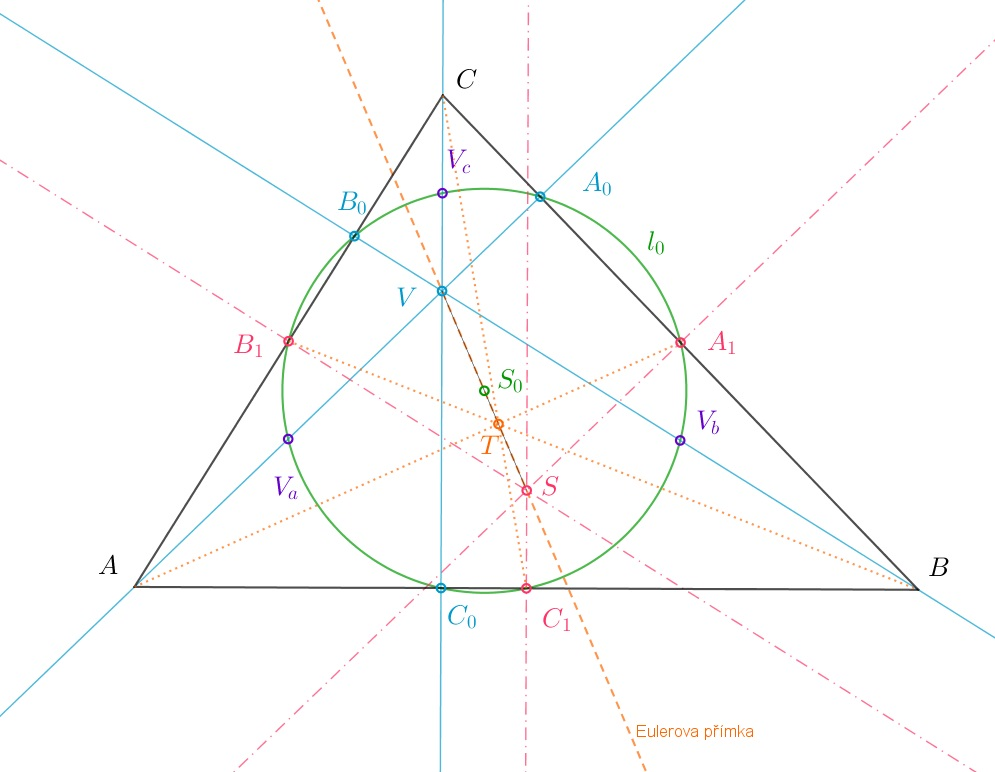 C
V_c
A_0
B_0
l_0
V
B_1
A_1
S_0
V_b
T
V_a
S
A
B
C_0
C_1
Eulerova přímka